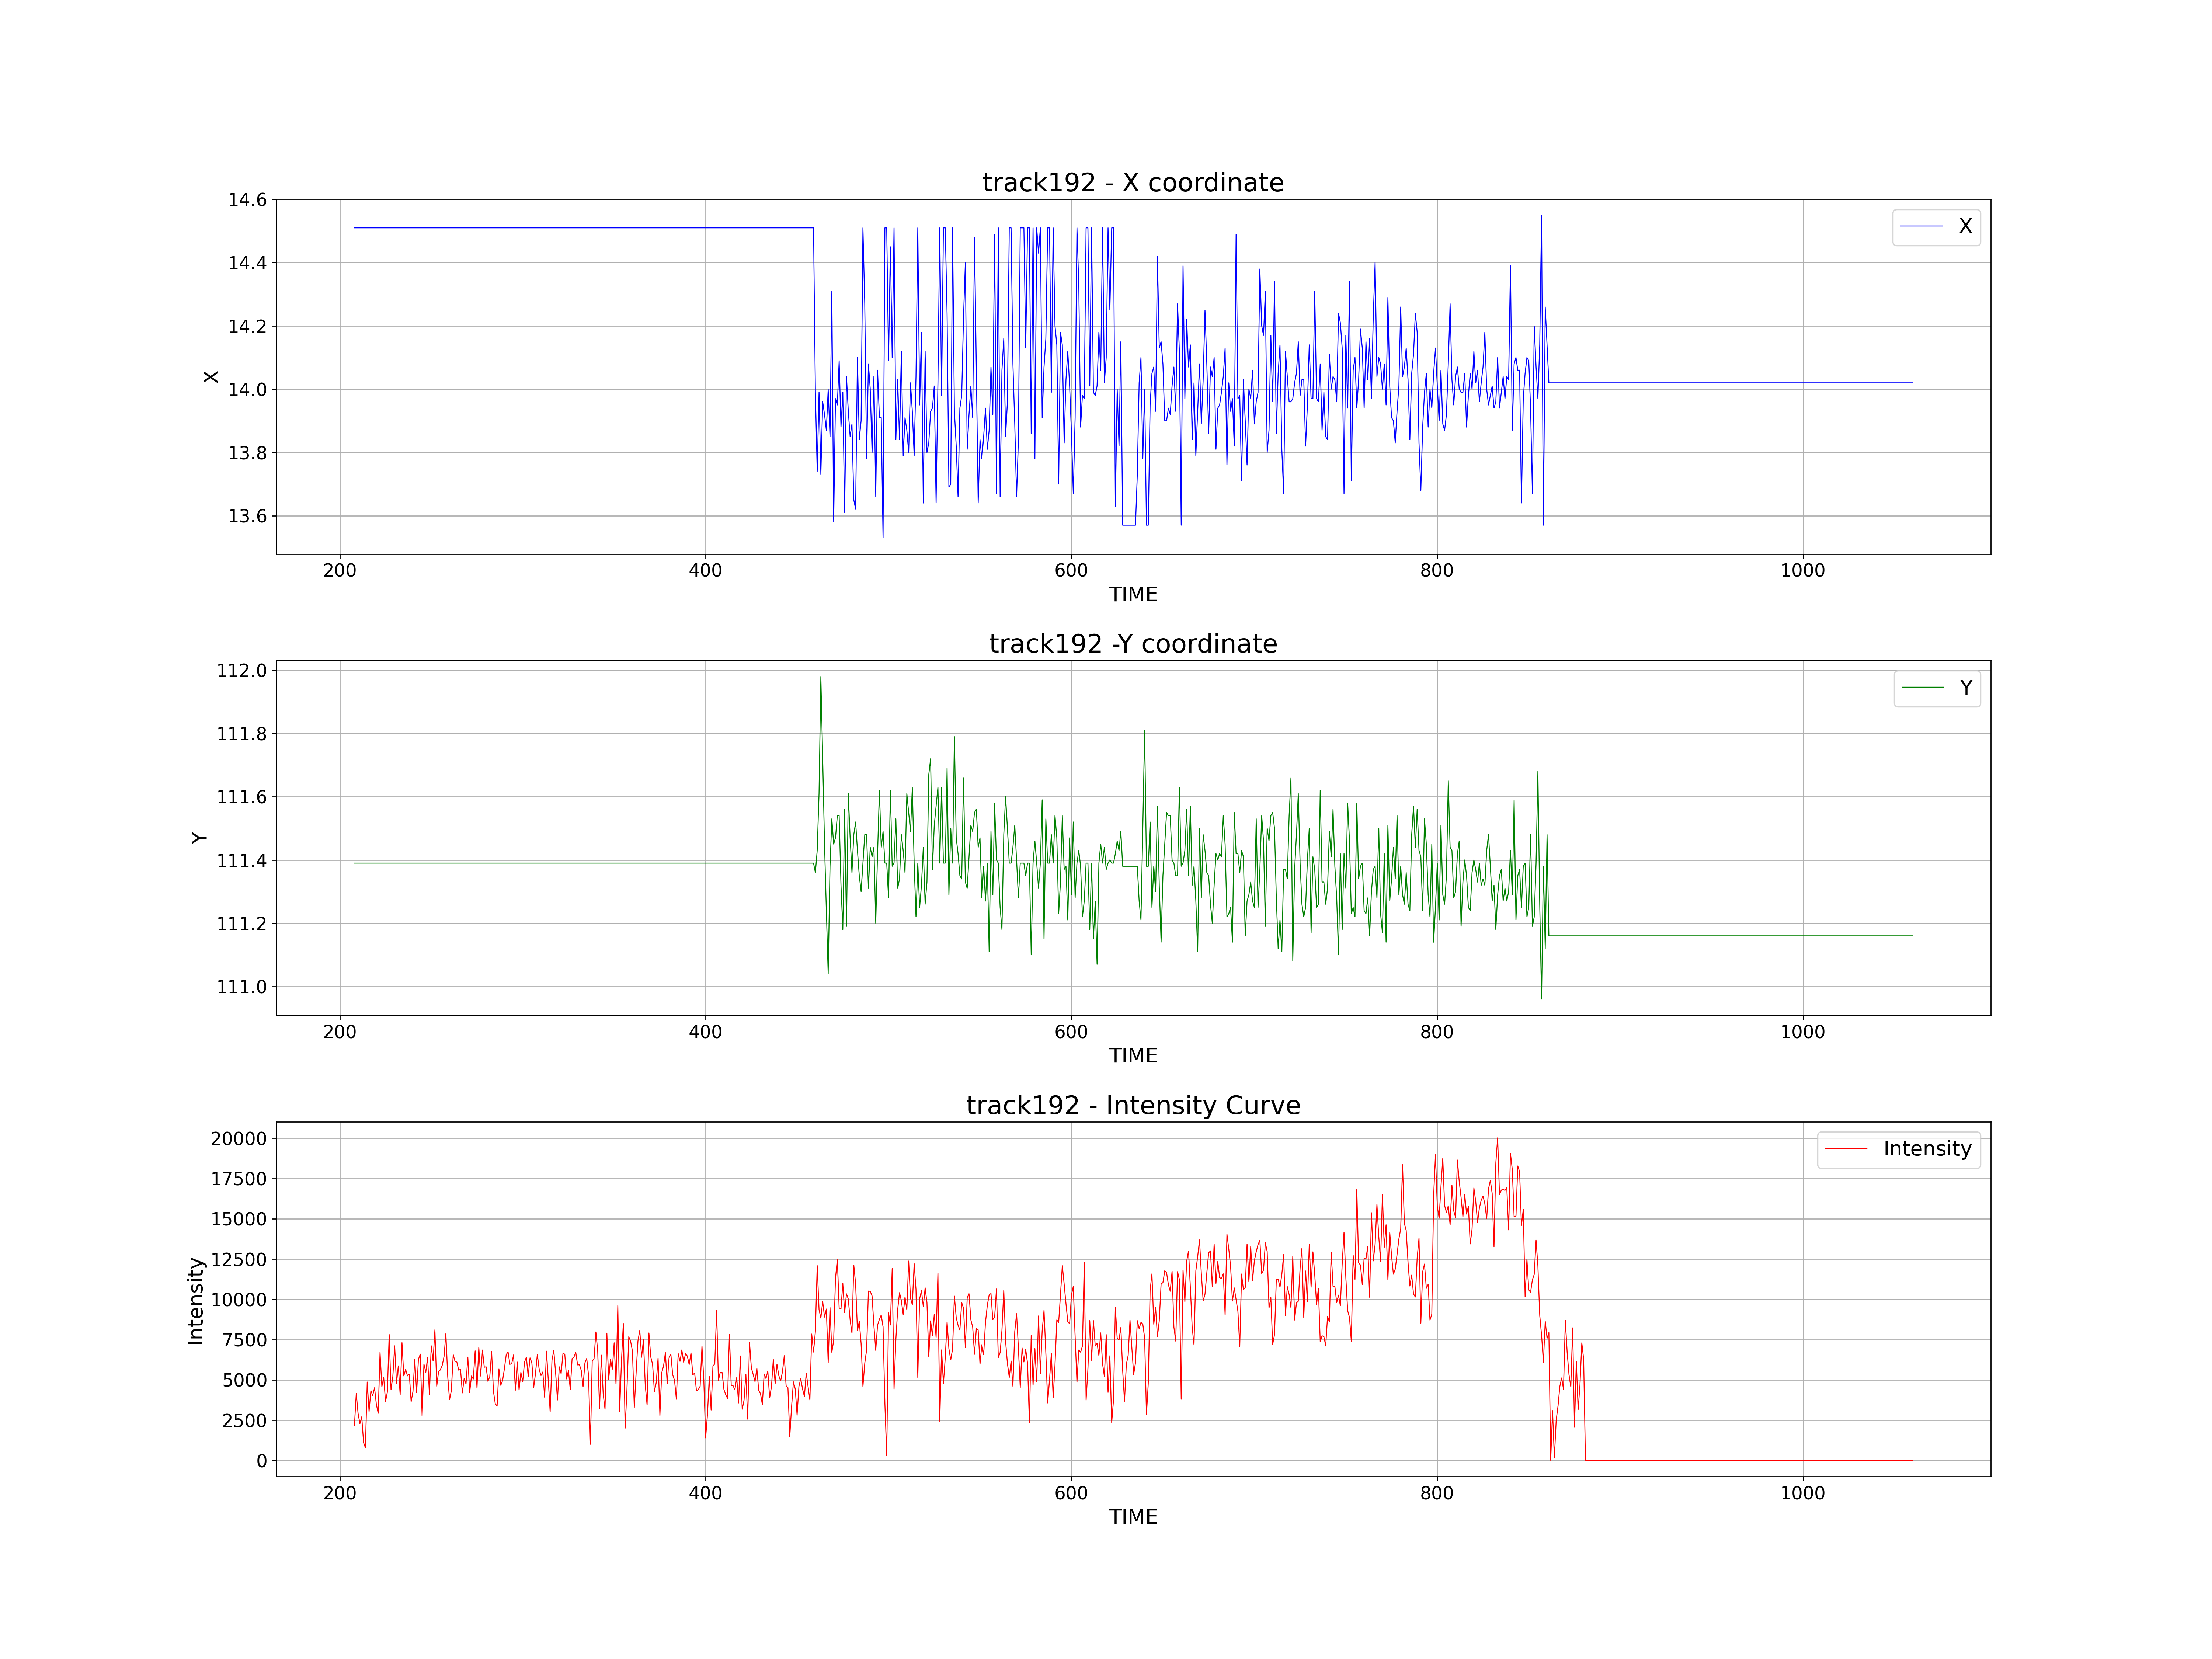 track192 - X coordinate
14.6
14.4
14.2
14.0
13.8
13.6
X
X
200 400 600 800 1000
TIME
track192 -Y coordinate
112.0
111.8
111.6
111.4
111.2
111.0
Y
Y
200 400 600 800 1000
TIME
track192 - Intensity Curve
20000
17500
15000
12500
10000
7500
5000
2500
0
Intensity
Intensity
200 400 600 800 1000
TIME